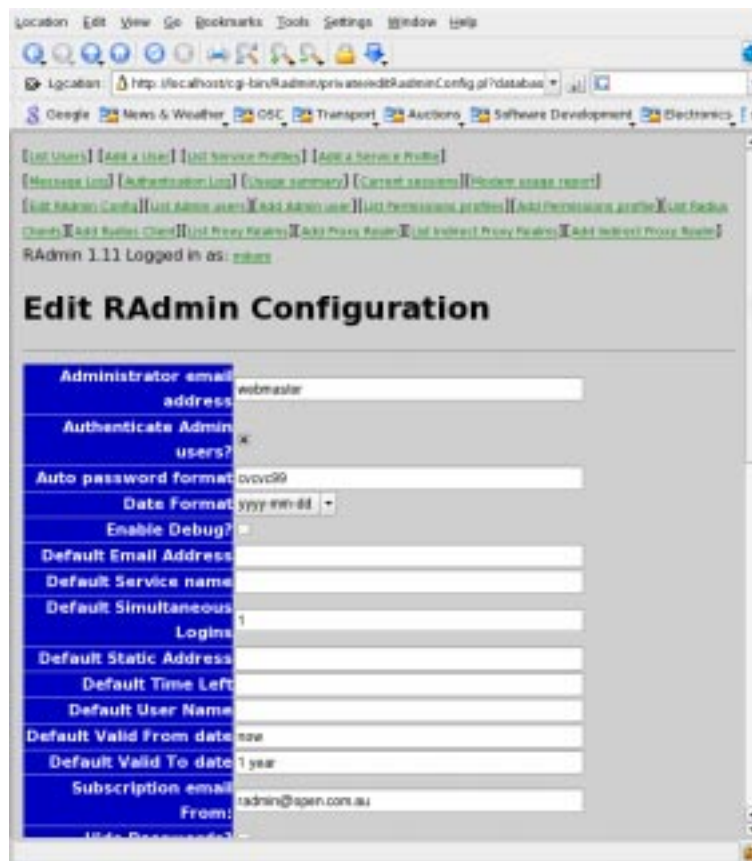 Location Edit View Go Bookmarks Tools Settings Window Help
Location: http://localhost/cgi-bin/Radmin/private/editRadminConfig.pl?databas
Google News & Weather OSC Transport Auctions Software Development Electronics
[List Users] [Add a User] [List Service Profiles] [Add a Service Profile]
[Message Log] [Authentication Log] [Usage summary] [Current sessions][Modem usage report]
[Edit RAdmin Config][List Admin users][Add Admin user][List Permissions profiles][Add Permissions profile][List Radius
Clients][Add Radius Client][List Proxy Realms][Add Proxy Realm][List Indirect Proxy Realms][Add Indirect Proxy Realm]
RAdmin 1.11 Logged in as: mikem
Edit RAdmin Configuration
Administrator email address webmaster
Authenticate Admin users?
Auto password format cvcvc99
Date Format yyyy-mm-dd
Enable Debug?
Default Email Address
Default Service name
Default Simultaneous Logins 1
Default Static Address
Default Time Left
Default User Name
Default Valid From date now
Default Valid To date 1 year
Subscription email From: radmin@open.com.au
Hide Passwords?